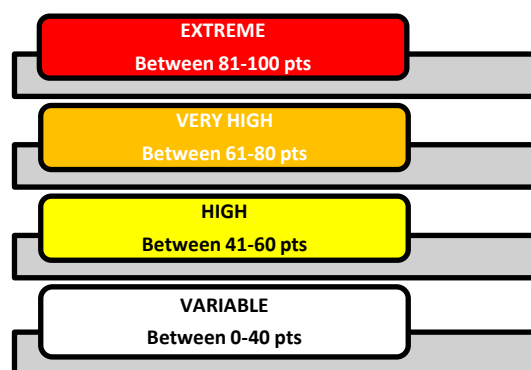 EXTREME
Between 81-100 pts
VERY HIGH
Between 61-80 pts
HIGH
Between 41-60 pts
VARIABLE
Between 0-40 pts